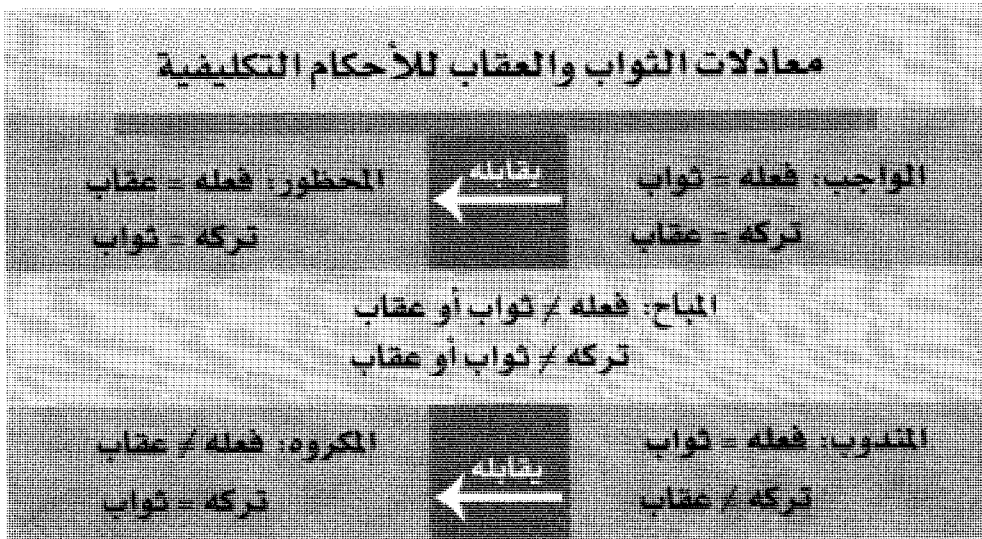 معادلات الثواب والعقاب للأحكام التكليفية
الواجب: فعله = ثواب
تركه = عقاب
يقابله
المحظور: فعله = عقاب
تركه = ثواب
المباح: فعله ≠ ثواب أو عقاب
تركه ≠ ثواب أو عقاب
المندوب: فعله = ثواب
تركه ≠ عقاب
يقابله
المكروه: فعله ≠ عقاب
تركه = ثواب